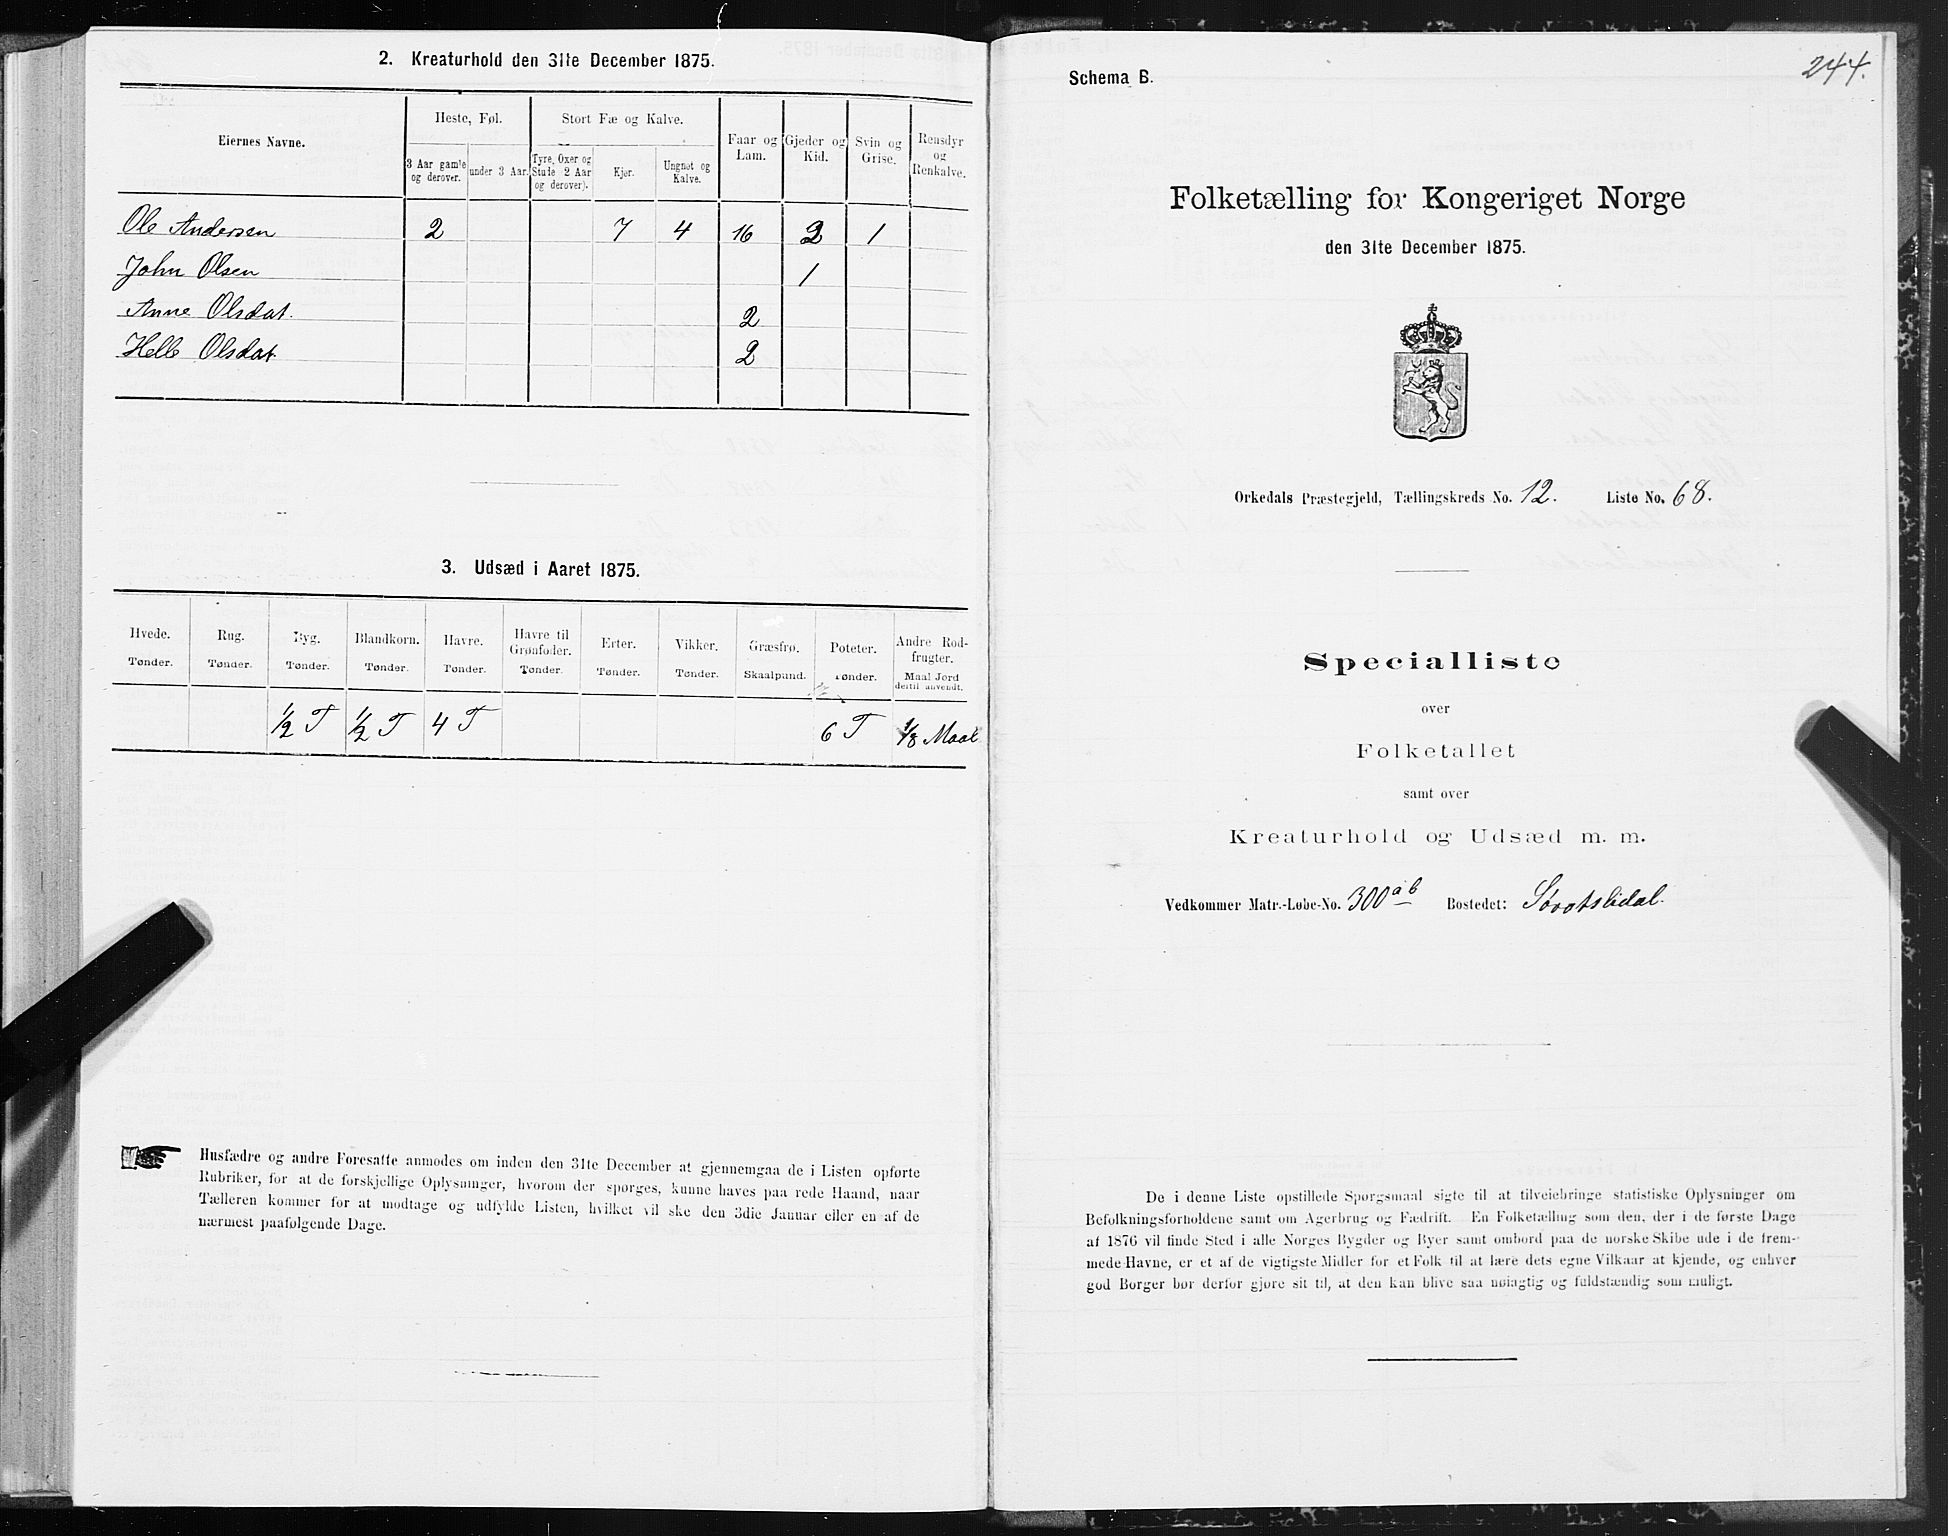 2. Kreaturhold den 31te December 1875.
Eiernes Navne.
Heste, Føl.
Stort Fæ og Kalve.
Faar og Lam.
Gjeder og Kid.
Svin og Grise.
Rensdyr og Renkalve.
3 Aar gamle og derover.
under 3 Aar.
Tyre, Oxer og Stude 2 Aar og derover).
Kjør.
Ungnøt og Kalve.
Ole Andersen 2 7 4 16 2 1
John Olsen 1
Anne Olsdat. 2
Olsdat 2
3. Udsæd i Aaret 1875.
Hvede. Rug. Byg. Blandkorn. Havre. Havre til Grønfoder. Erter. Vikker. Græsfrø. Poteter. Andre Rodfrugter.
Tønder. Tønder. Tønder. Tønder. Tønder. Tønder. Tønder. Tønder. Skaalpund. Tønder. Maal Jord dertil anvendt.
1/2 T 1/2 T 4 T 6 T 1/8 Maal
Husfædre og andre Foresatte anmodes om inden den 31te December at gjennemgaa de i Listen opførte
Rubriker, for at de forskjellige Oplysninger, hvorom der spørges, kunne haves paa rede Haand, naar
Tælleren kommer for at modtage og udfylde Listen, hvilket vil ske den 3die Januar eller en af de
nærmest paafølgende Dage.
244.
Schema B.
Folketælling for Kongeriget Norge
den 31te December 1875.
Orkedals Præstegjeld, Tællingskreds No. 12. Liste No. 68.
Specialliste
over
Folketallet
samt over
Kreaturhold og Udsæd m. m.
Vedkommer Matr.-Løbe-No. 300 a b Bostedet:
De i denne Liste opstillede Spørgsmaal sigte til at tilveiebringe statistiske Oplysninger om
Befolkningsforholdene samt om Agerbrug og Fædrift. En Folketælling som den, der i de første Dage
af 1876 vil finde Sted i alle Norges Bygder og Byer samt ombord paa de norske Skibe ude i de frem-
mede Havne, er et af de vigtigste Midler for et Folk til at lære dets egne Vilkaar at kjende, og enhver
god Borger bør derfor gjøre sit til, at den kan blive saa nøiagtig og fuldstændig som muligt.